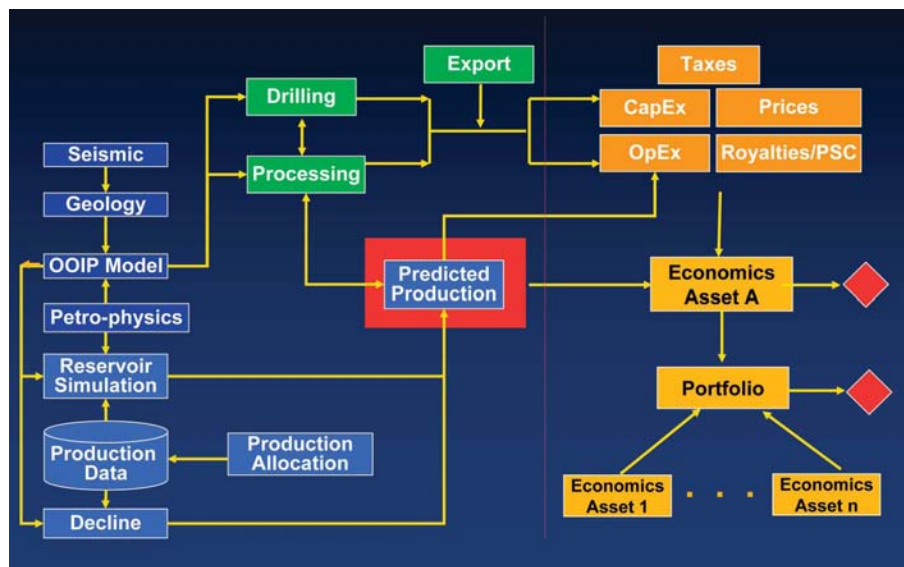 Export
Taxes
Drilling
CapEx
Prices
Seismic
Processing
OpEx
Royalties/PSC
Geology
OOIP Model
Predicted
Production
Economics
Asset A
Petro-physics
Reservoir
Simulation
Portfolio
Production
Data
Production
Allocation
Economics
Asset 1
. . .
Economics
Asset n
Decline